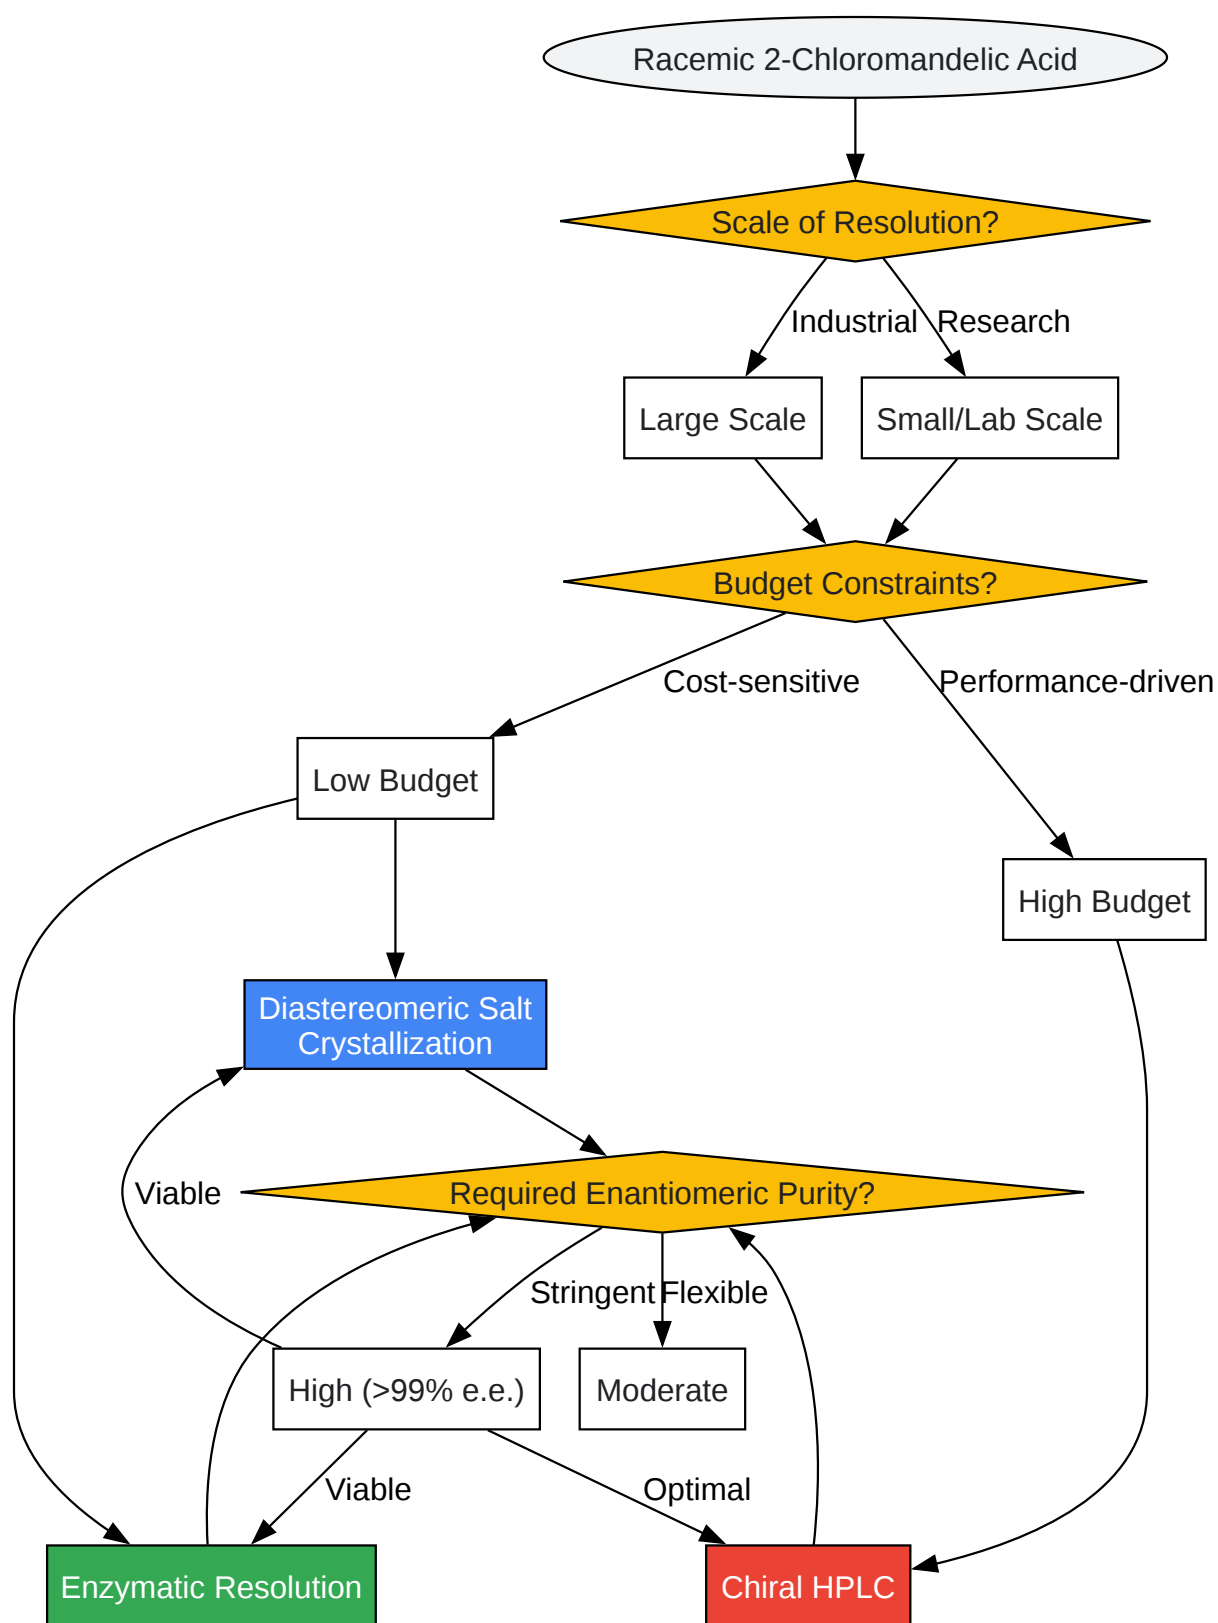 Racemic 2-Chloromandelic Acid
Scale of Resolution?
Industrial
Research
Large Scale
Small/Lab Scale
Budget Constraints?
Cost-sensitive
Performance-driven
Low Budget
High Budget
Diastereomeric Salt
Crystallization
Viable
Required Enantiomeric Purity?
Stringent
Flexible
High (>99% e.e.)
Moderate
Viable
Optimal
Enzymatic Resolution
Chiral HPLC